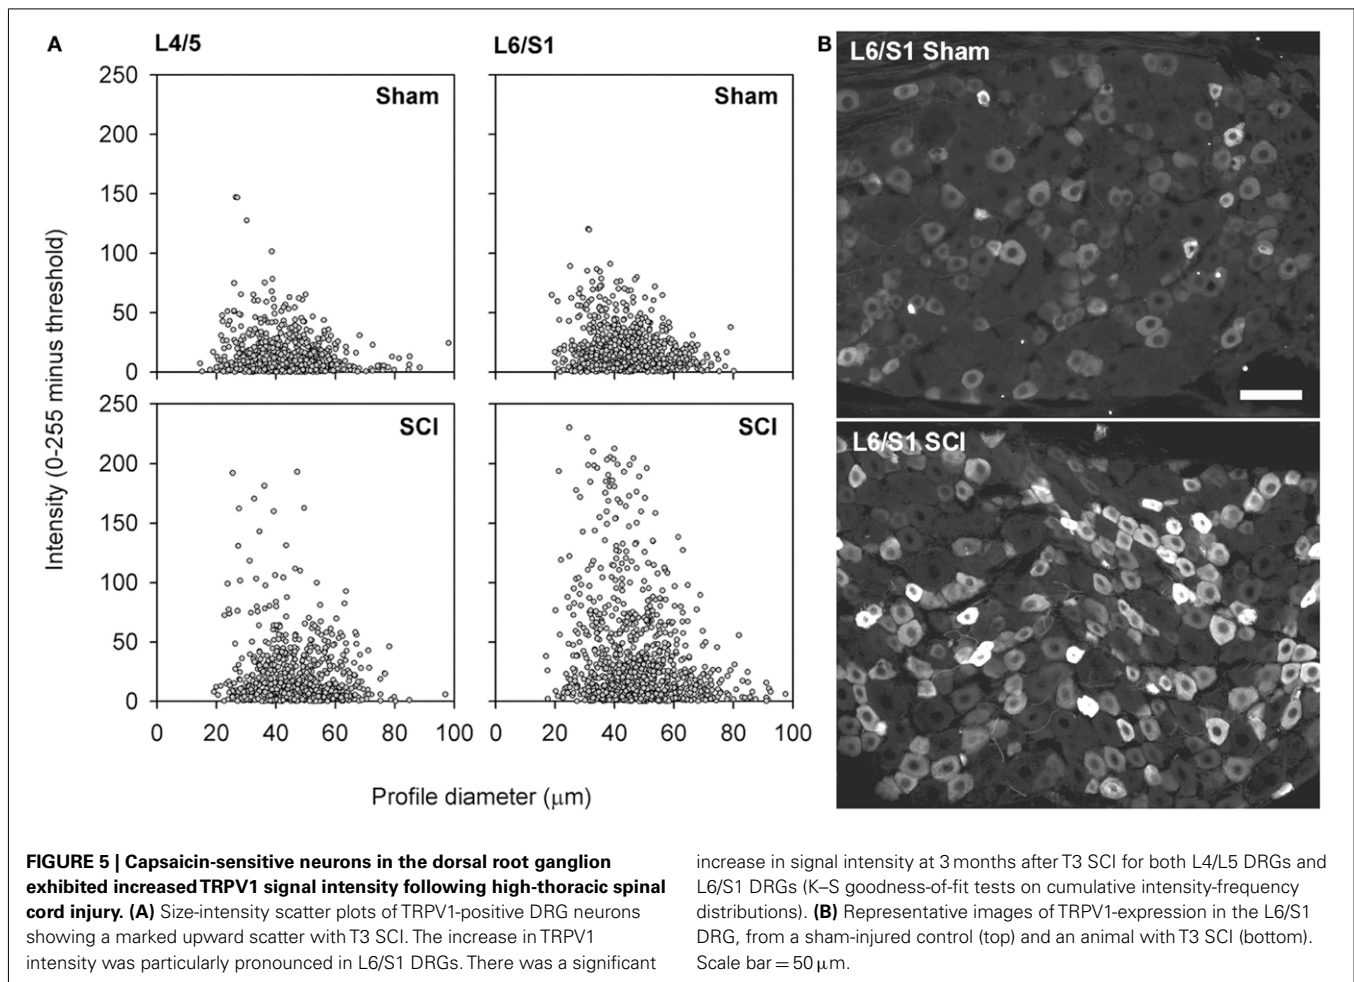 A
L4/5
L6/S1
B
L6/S1 Sham
250
Sham
Sham
200
150
100
50
0
Intensity (0-255 minus threshold)
250
SCI
SCI
L6/S1 SCI
200
150
100
50
0
0 20 40 60 80 100 0 20 40 60 80 100
Profile diameter (μm)
FIGURE 5 | Capsaicin-sensitive neurons in the dorsal root ganglion
exhibited increased TRPV1 signal intensity following high-thoracic spinal
cord injury. (A) Size-intensity scatter plots of TRPV1-positive DRG neurons
showing a marked upward scatter with T3 SCI. The increase in TRPV1
intensity was particularly pronounced in L6/S1 DRGs. There was a significant
increase in signal intensity at 3 months after T3 SCI for both L4/L5 DRGs and
L6/S1 DRGs (K–S goodness-of-fit tests on cumulative intensity-frequency
distributions). (B) Representative images of TRPV1-expression in the L6/S1
DRG, from a sham-injured control (top) and an animal with T3 SCI (bottom).
Scale bar = 50 μm.